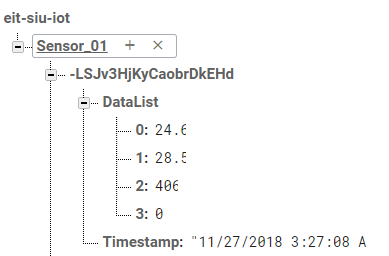 eit-siu-iot
Sensor_01 + ×
-LSJv3HjKyCaobrDkEHd
DataList
0: 24.6
1: 28.5
2: 406
3: 0
Timestamp: "11/27/2018 3:27:08 A